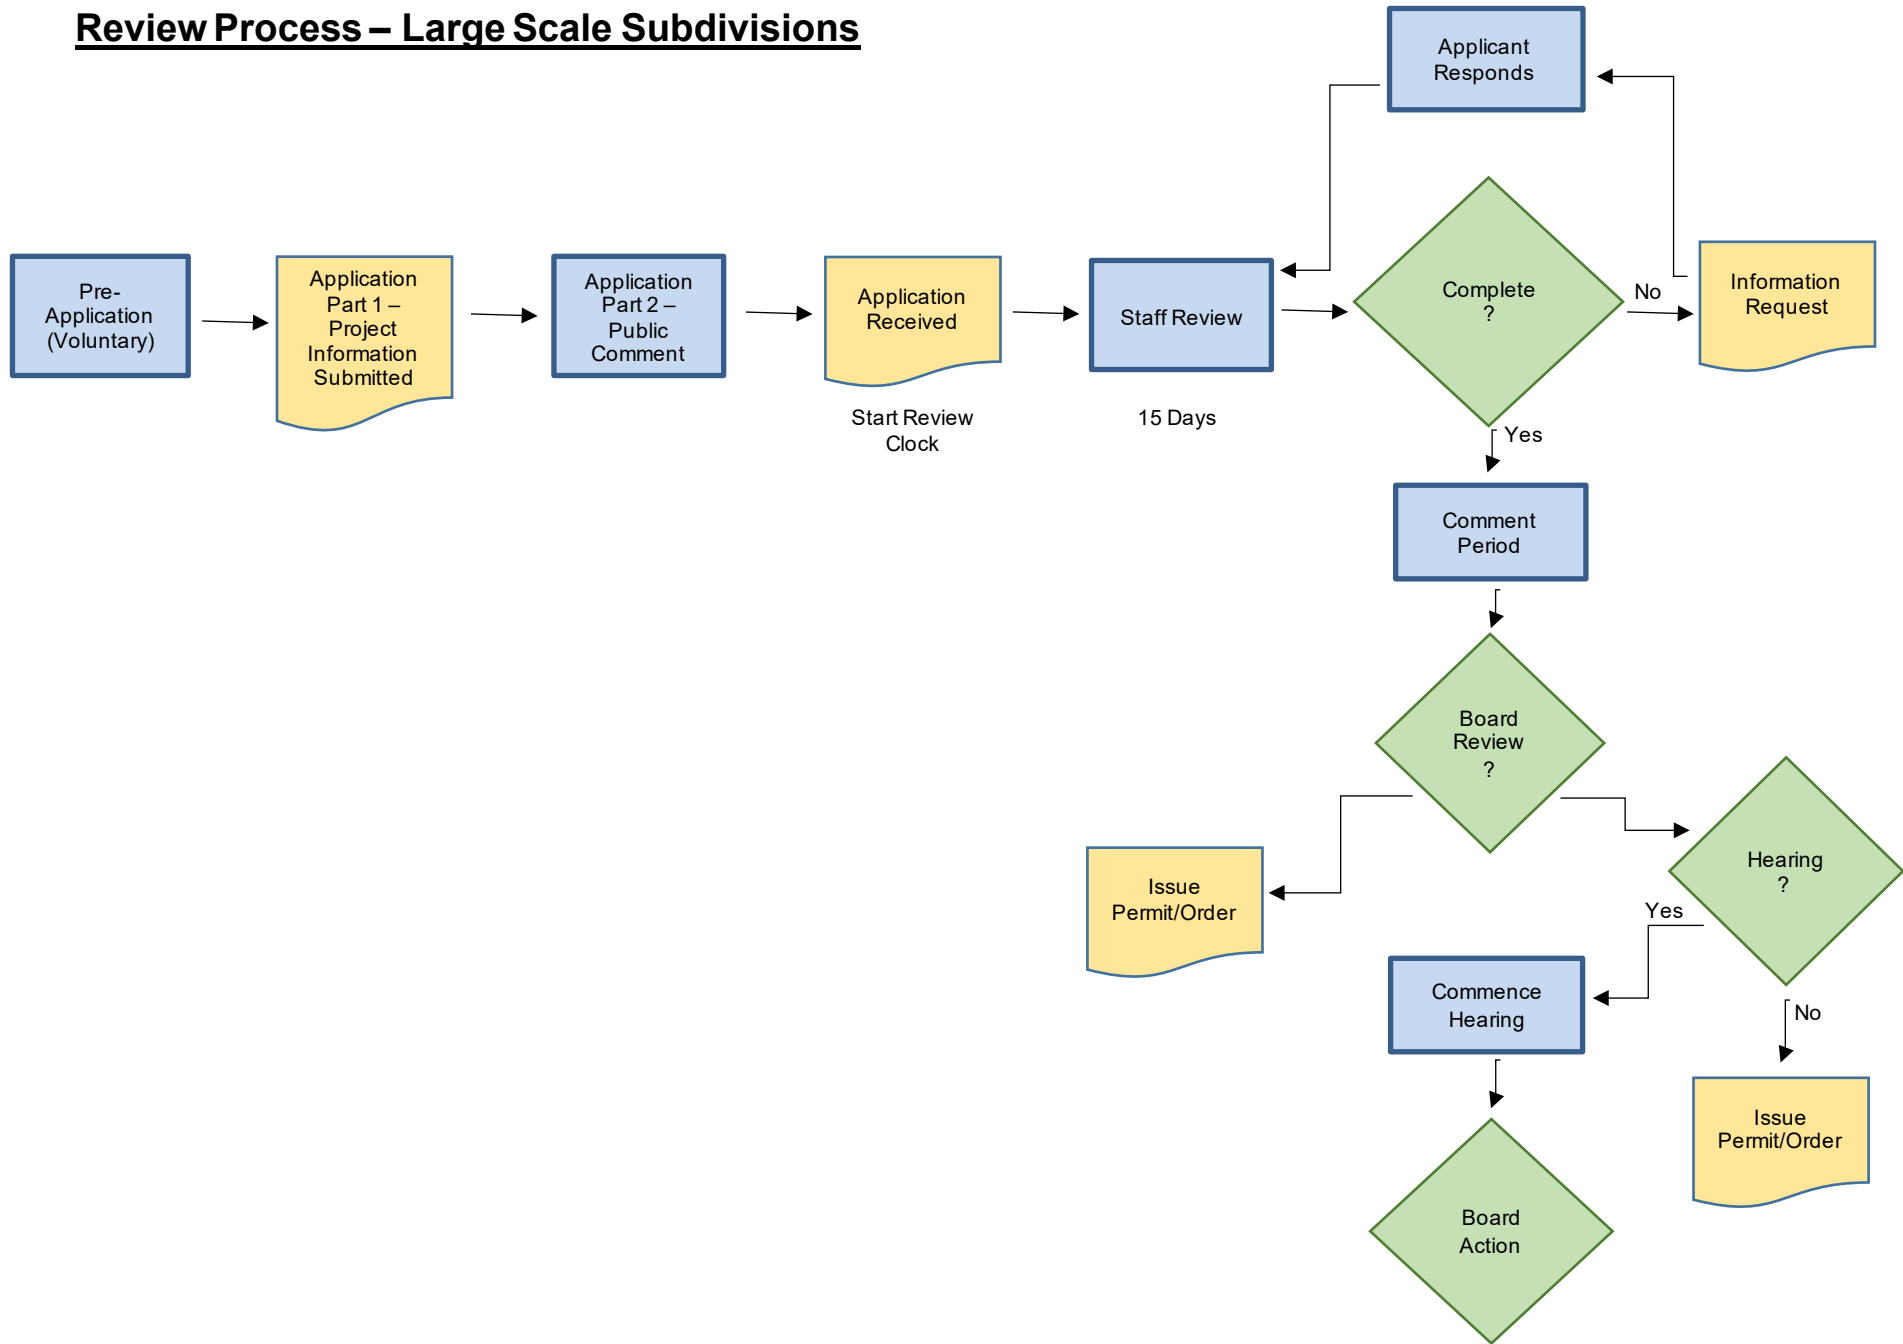 Review Process – Large Scale Subdivisions
Applicant
Responds
Pre-
Application
(Voluntary)
Application
Part 1 –
Project
Information
Submitted
Application
Part 2 –
Public
Comment
Application
Received
Start Review
Clock
Staff Review
15 Days
Complete
?
No
Information
Request
Yes
Comment
Period
Board
Review
?
Issue
Permit/Order
Hearing
?
Yes
Commence
Hearing
No
Issue
Permit/Order
Board
Action